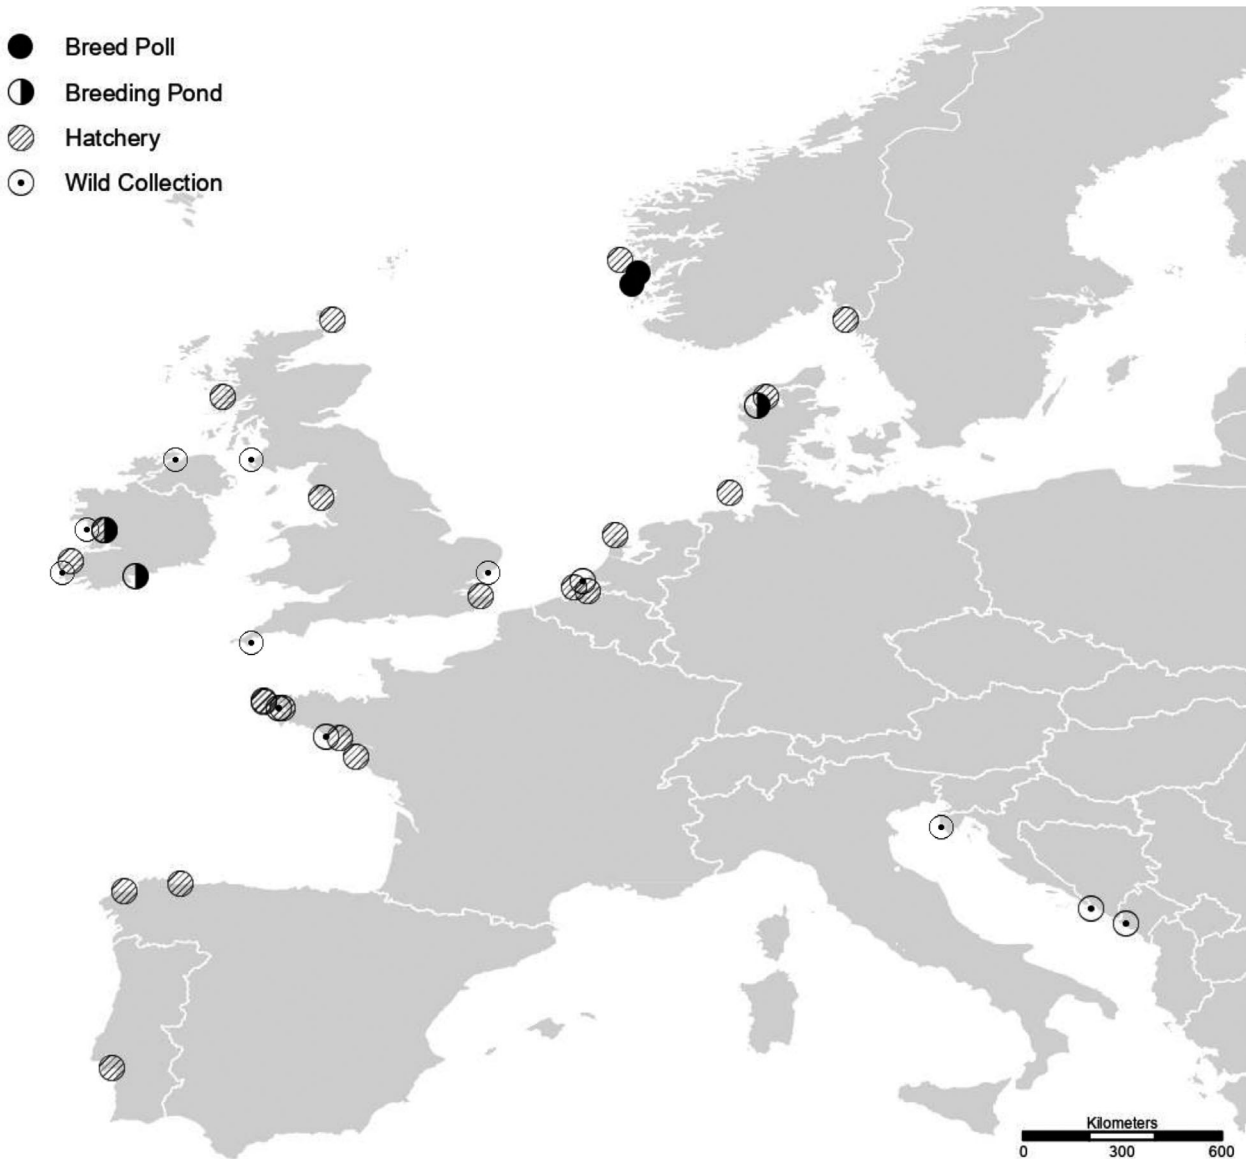 Breed Poll
Breeding Pond
Hatchery
Wild Collection
Kilometers
0 300 600